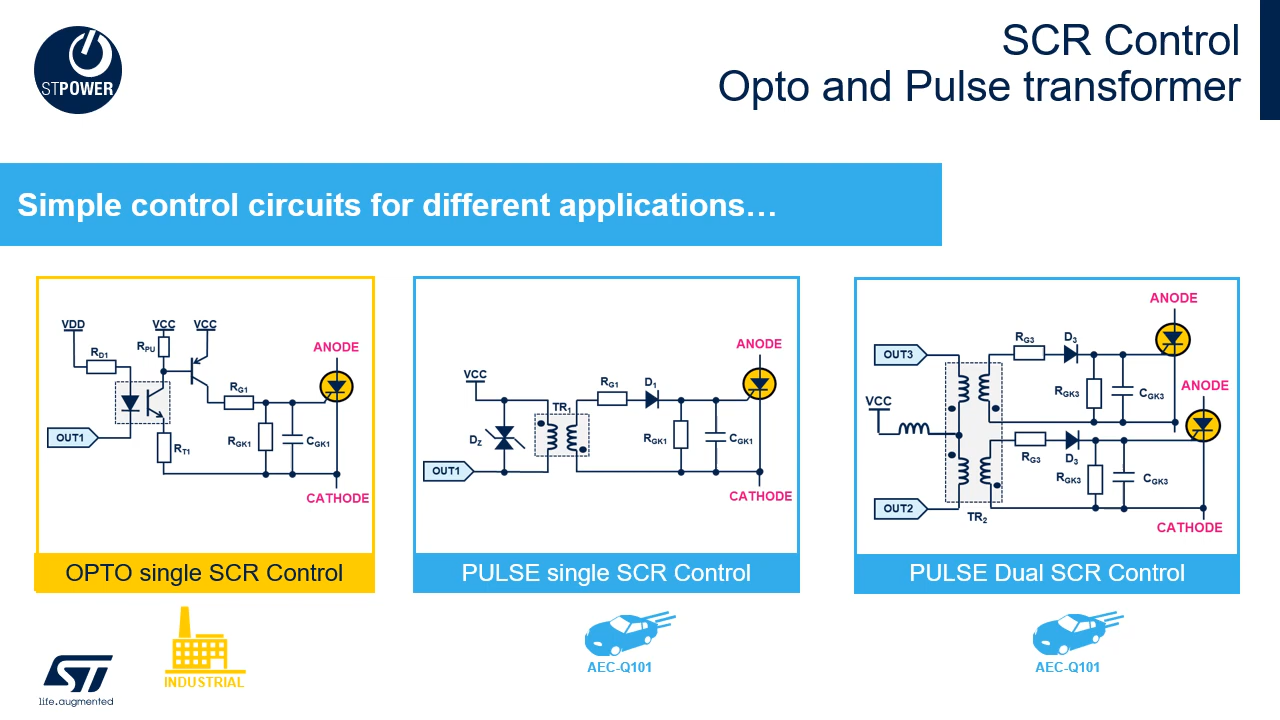 SCR Control
Opto and Pulse transformer
STPOWER
Simple control circuits for different applications…
VDD
VCC
VCC
RPU
RD1
ANODE
RG1
OUT1
RT1
RGK1
CGK1
CATHODE
OPTO single SCR Control
INDUSTRIAL
ANODE
VCC
RG1
D1
TR1
DZ
RGK1
CGK1
OUT1
CATHODE
PULSE single SCR Control
AEC-Q101
ANODE
RG3
D3
OUT3
ANODE
RGK3
CGK3
VCC
RG3
D3
RGK3
CGK3
OUT2
TR2
CATHODE
PULSE Dual SCR Control
AEC-Q101
ST
life.augmented